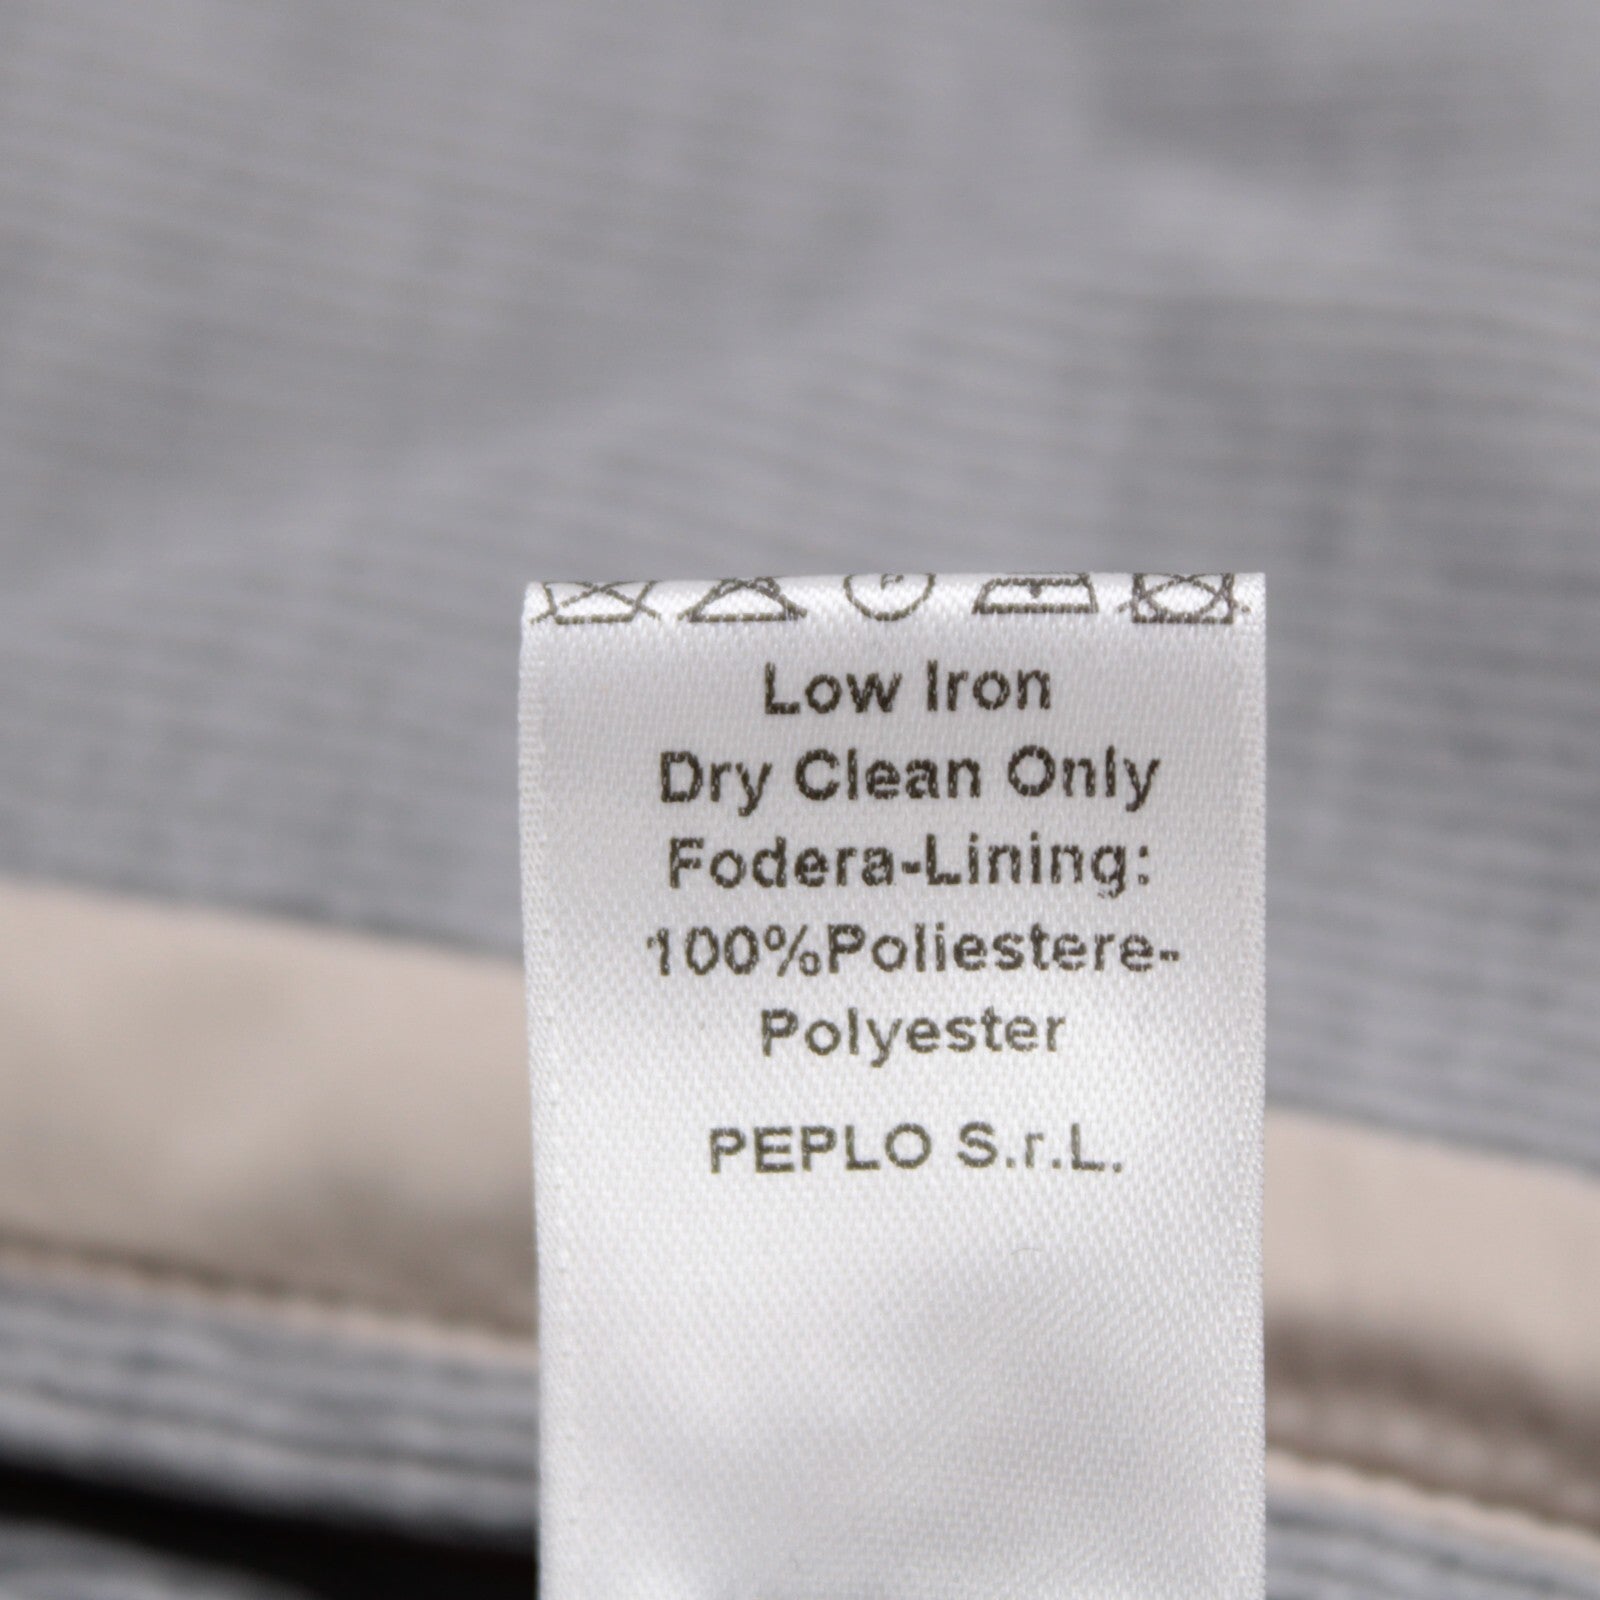 Low Iron
Dry Clean Only
Fodera-Lining:
100%Poliestere-
Polyester
PEPLO S.r.L.